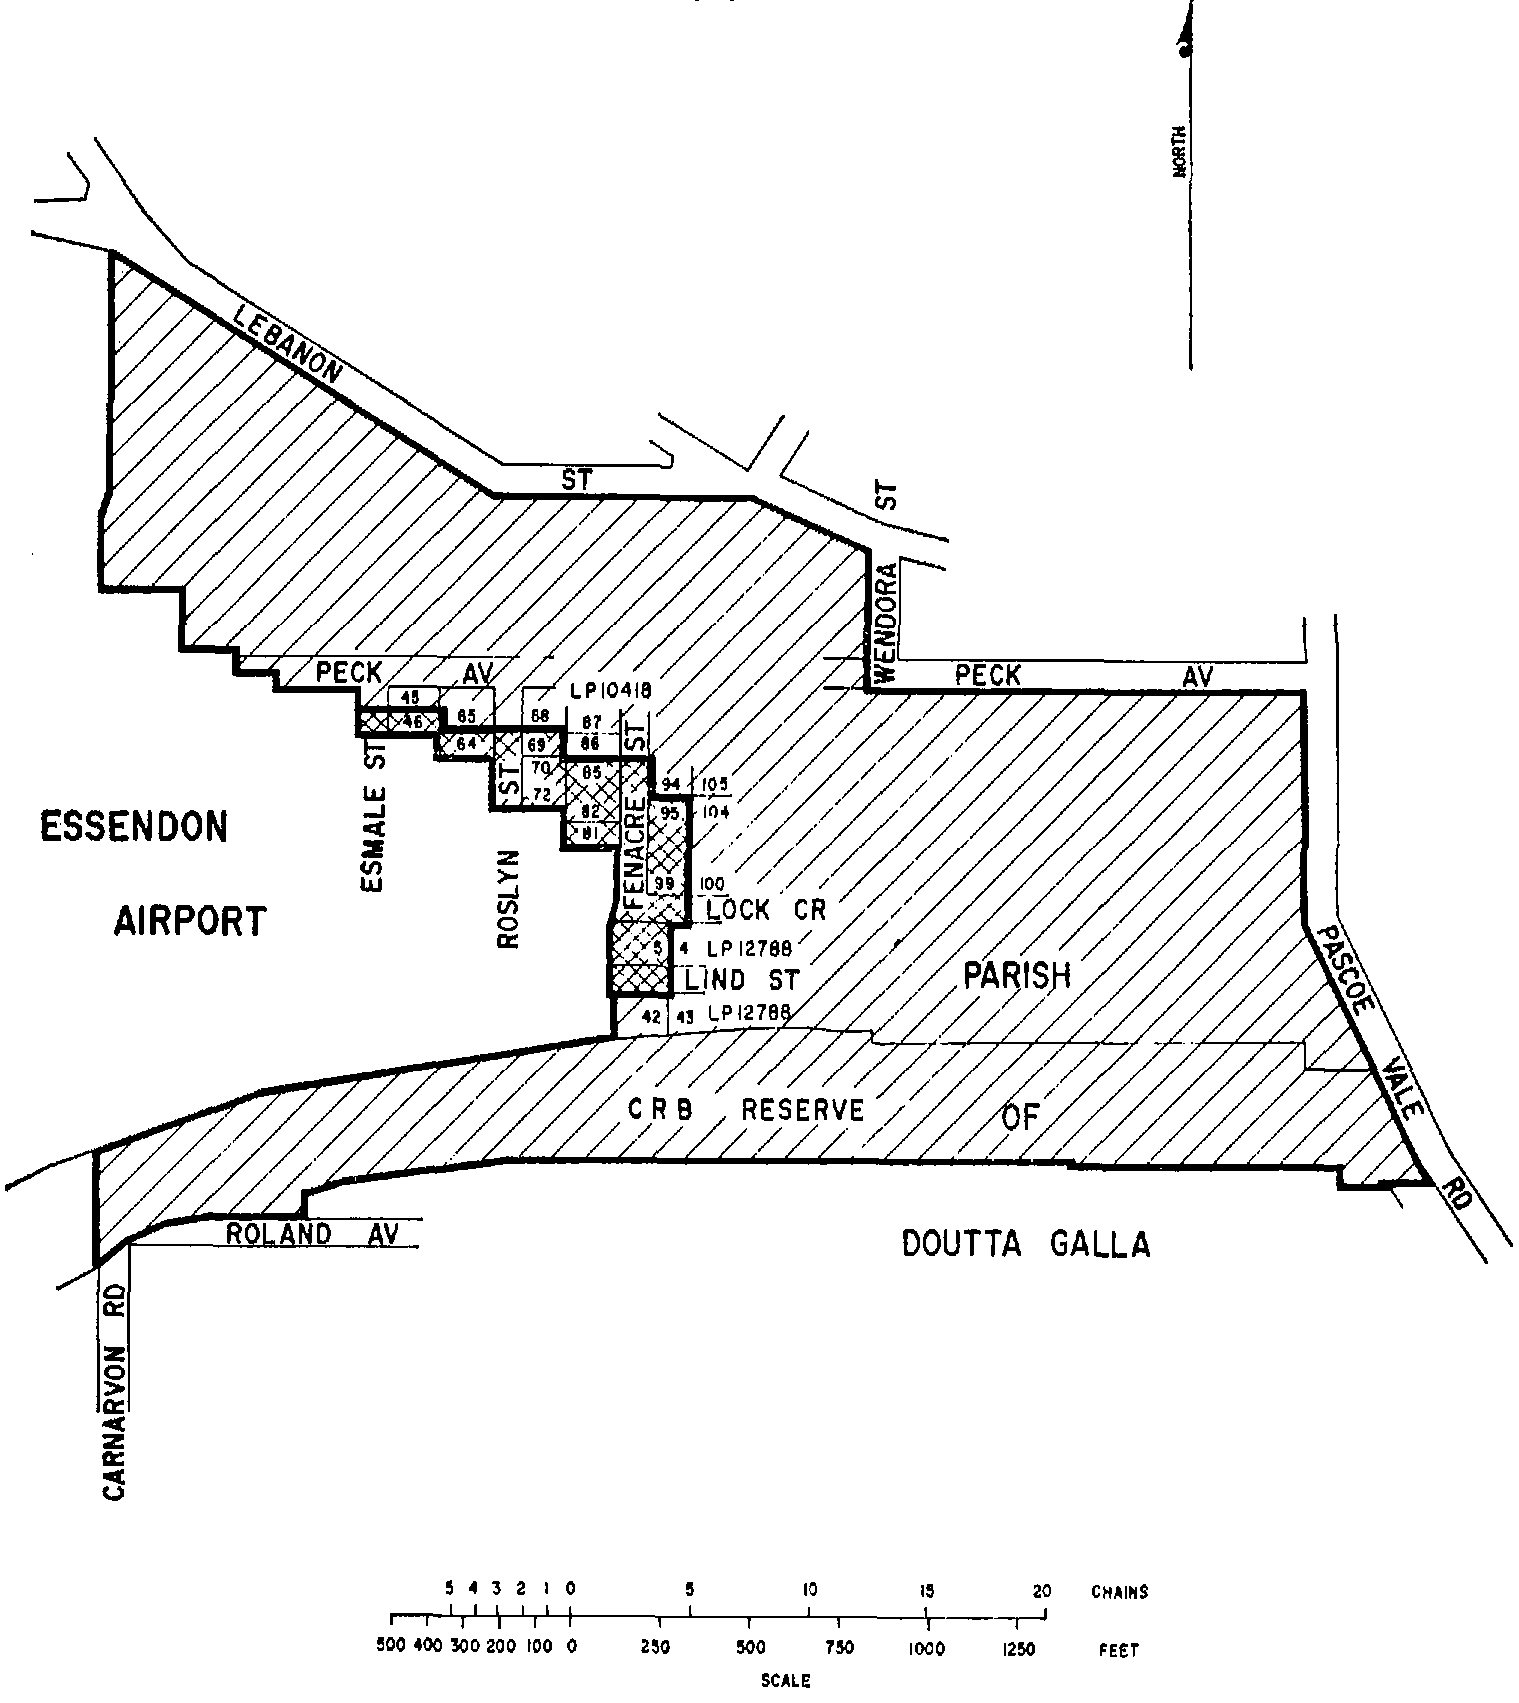 NORTH
LEBANON
ST
ST
WENDORA
PECK AV
PECK AV
45
LP10418
46
65
68
87
64
69
86
ST
ST
70
85
94
105
ST
72
82
95
104
81
FENACRE
ESSENDON
ESMALE
ROSLYN
99
100
AIRPORT
LOCK CR
5
4
LP12788
PARISH
PASCOE
LIND ST
42
43
LP12788
VALE
CRB RESERVE
OF
RD
ROLAND AV
DOUTTA GALLA
CARNARVON RD
5 4 3 2 1 0 5 10 15 20 CHAINS
500 400 300 200 100 0 250 500 750 1000 1250 FEET
SCALE